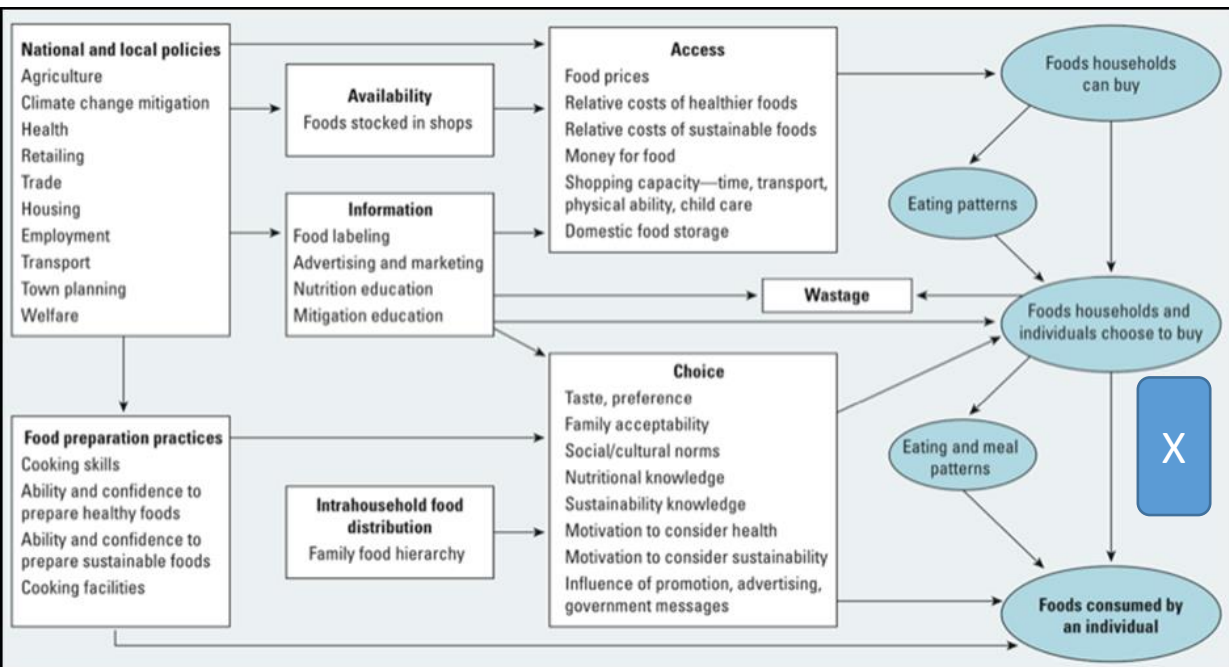 National and local policies
Agriculture
Climate change mitigation
Health
Retailing
Trade
Housing
Employment
Transport
Town planning
Welfare
Availability
Foods stocked in shops
Information
Food labeling
Advertising and marketing
Nutrition education
Mitigation education
Access
Food prices
Relative costs of healthier foods
Relative costs of sustainable foods
Money for food
Shopping capacity—time, transport,
physical ability, child care
Domestic food storage
Foods households
can buy
Eating patterns
Wastage
Foods households and
individuals choose to buy
Food preparation practices
Cooking skills
Ability and confidence to
prepare healthy foods
Ability and confidence to
prepare sustainable foods
Cooking facilities
Intrahousehold food
distribution
Family food hierarchy
Choice
Taste, preference
Family acceptability
Social/cultural norms
Nutritional knowledge
Sustainability knowledge
Motivation to consider health
Motivation to consider sustainability
Influence of promotion, advertising,
government messages
Eating and meal
patterns
X
Foods consumed by
an individual